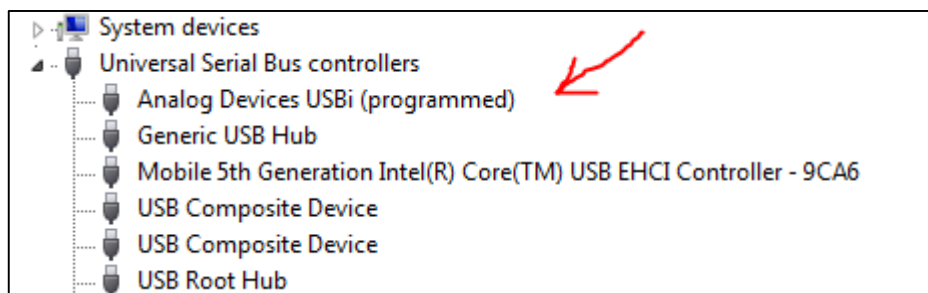 System devices
Universal Serial Bus controllers
Analog Devices USBi (programmed)
Generic USB Hub
Mobile 5th Generation Intel(R) Core(TM) USB EHCI Controller - 9CA6
USB Composite Device
USB Composite Device
USB Root Hub